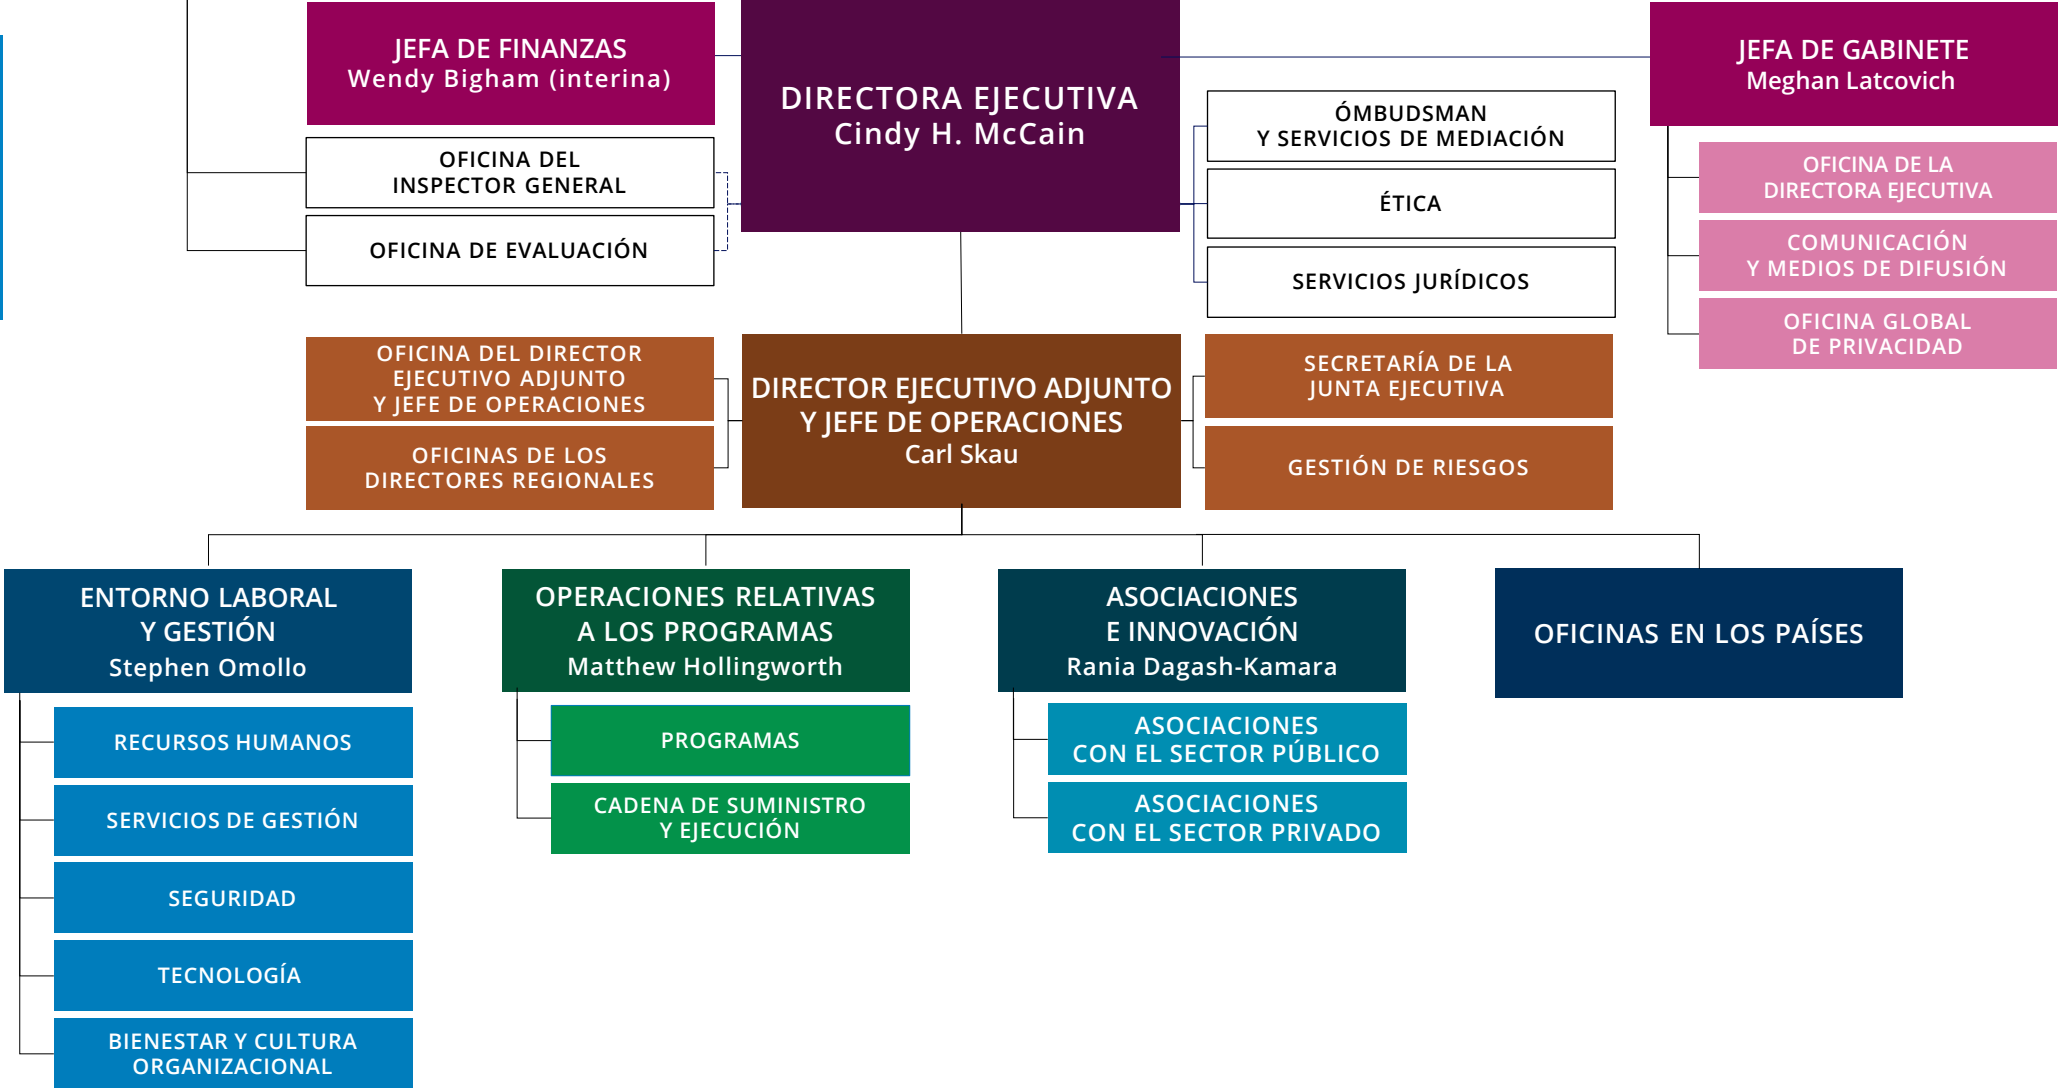 JEFA DE FINANZAS
Wendy Bigham (interina)
DIRECTORA EJECUTIVA
Cindy H. McCain
JEFA DE GABINETE
Meghan Latcovich
OFICINA DEL
INSPECTOR GENERAL
OFICINA DE EVALUACIÓN
ÓMBUDSMAN
Y SERVICIOS DE MEDIACIÓN
ÉTICA
SERVICIOS JURÍDICOS
OFICINA DE LA
DIRECTORA EJECUTIVA
COMUNICACIÓN
Y MEDIOS DE DIFUSIÓN
OFICINA GLOBAL
DE PRIVACIDAD
OFICINA DEL DIRECTOR
EJECUTIVO ADJUNTO
Y JEFE DE OPERACIONES
OFICINAS DE LOS
DIRECTORES REGIONALES
DIRECTOR EJECUTIVO ADJUNTO
Y JEFE DE OPERACIONES
Carl Skau
SECRETARÍA DE LA
JUNTA EJECUTIVA
GESTIÓN DE RIESGOS
ENTORNO LABORAL
Y GESTIÓN
Stephen Omollo
RECURSOS HUMANOS
SERVICIOS DE GESTIÓN
SEGURIDAD
TECNOLOGÍA
BIENESTAR Y CULTURA
ORGANIZACIONAL
OPERACIONES RELATIVAS
A LOS PROGRAMAS
Matthew Hollingworth
PROGRAMAS
CADENA DE SUMINISTRO
Y EJECUCIÓN
ASOCIACIONES
E INNOVACIÓN
Rania Dagash-Kamara
ASOCIACIONES
CON EL SECTOR PÚBLICO
ASOCIACIONES
CON EL SECTOR PRIVADO
OFICINAS EN LOS PAÍSES